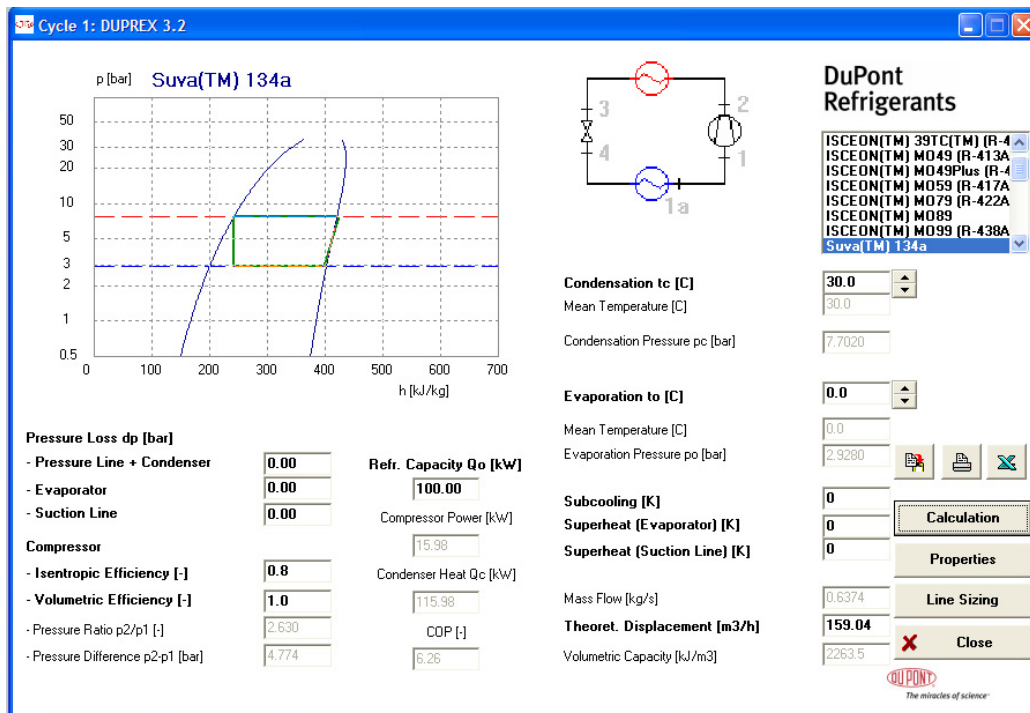 Cycle 1: DUPREX 3.2
p [bar] Suva(TM) 134a
50
30
20
10
5
3
2
1
0.5
0 100 200 300 400 500 600 700
h [kJ/kg]
3
2
4
1
1a
DuPont
Refrigerants
ISCEON(TM) 39TC(TM) (R-4
ISCEON(TM) MO49 (R-413A
ISCEON(TM) MO49Plus (R-4
ISCEON(TM) MO59 (R-417A
ISCEON(TM) MO79 (R-422A
ISCEON(TM) MO89
ISCEON(TM) MO99 (R-438A
Suva(TM) 134a
Condensation tc [C] 30.0
Mean Temperature [C] 30.0
Condensation Pressure pc [bar] 7.7020
Evaporation to [C] 0.0
Mean Temperature [C] 0.0
Evaporation Pressure po [bar] 2.9280
Subcooling [K] 0
Superheat (Evaporator) [K] 0
Superheat (Suction Line) [K] 0
Mass Flow [kg/s] 0.6374
Theoret. Displacement [m3/h] 159.04
Volumetric Capacity [kJ/m3] 2263.5
Calculation
Properties
Line Sizing
Close
Pressure Loss dp [bar]
- Pressure Line + Condenser 0.00
- Evaporator 0.00
- Suction Line 0.00
Compressor
- Isentropic Efficiency [-] 0.8
- Volumetric Efficiency [-] 1.0
- Pressure Ratio p2/p1 [-] 2.630
- Pressure Difference p2-p1 [bar] 4.774
Refr. Capacity Qo [kW]
100.00
Compressor Power [kW]
15.98
Condenser Heat Qc [kW]
115.98
COP [-]
6.26
DUPONT
The miracles of science